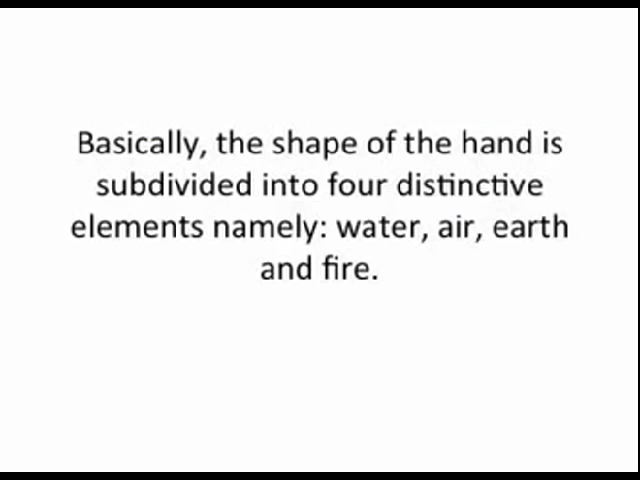 Basically, the shape of the hand is
subdivided into four distinctive
elements namely: water, air, earth
and fire.